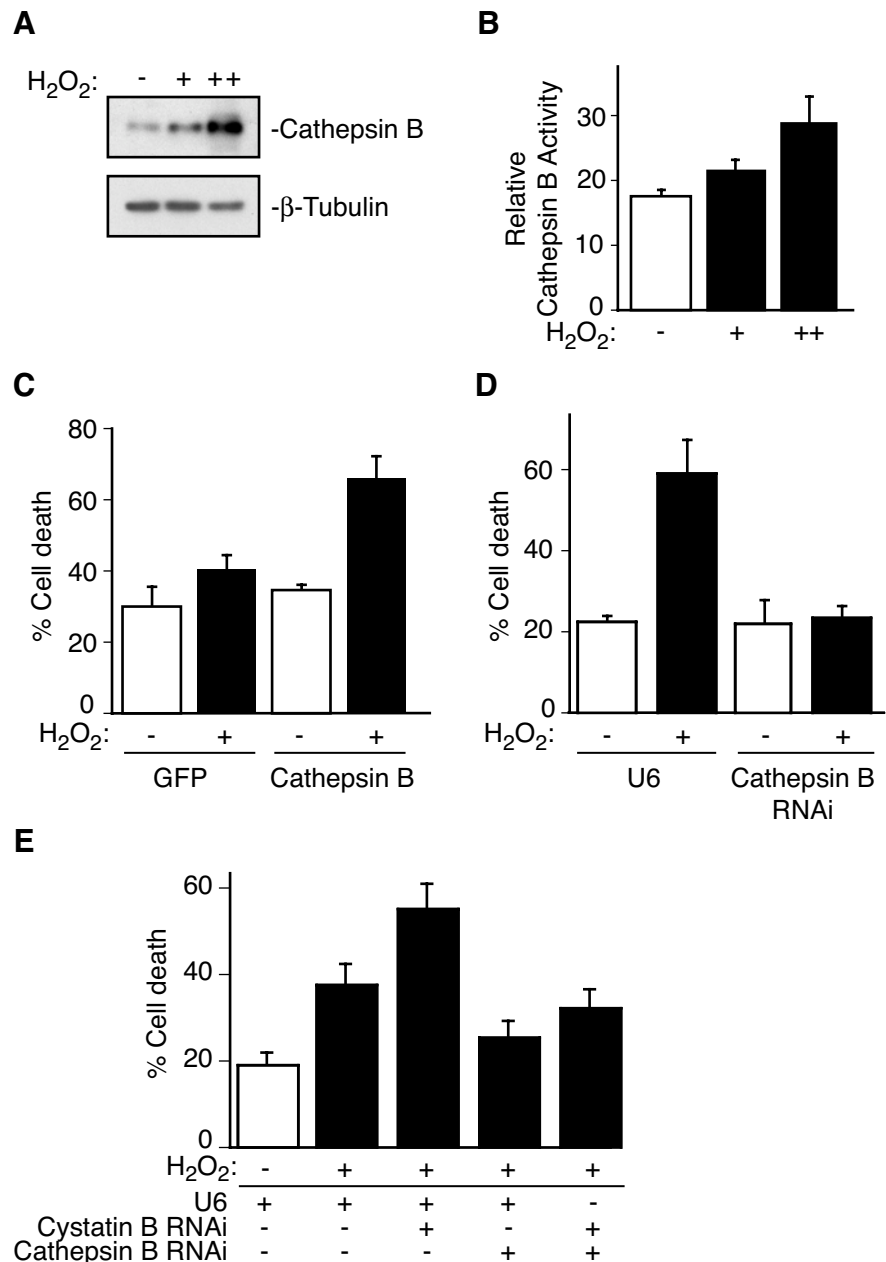 A
H₂O₂: - + ++
-Cathepsin B
-β-Tubulin
B
Relative
Cathepsin B Activity
30
20
10
0
H₂O₂: - + ++
C
% Cell death
80
60
40
20
0
H₂O₂: - + - +
GFP Cathepsin B
D
% Cell death
60
40
20
0
H₂O₂: - + - +
U6 Cathepsin B
RNAi
E
% Cell death
60
40
20
0
H₂O₂: - + + + +
U6 + + + + -
Cystatin B RNAi - - + - +
Cathepsin B RNAi - - - + +